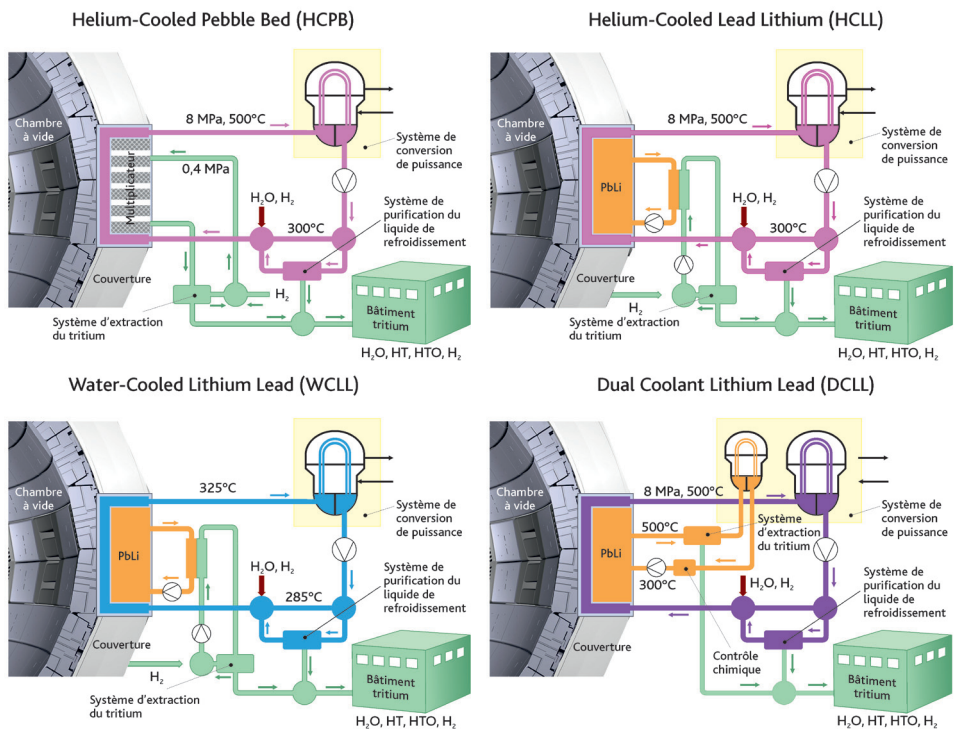 Helium-Cooled Pebble Bed (HCPB)
Chambre
à vide
8 MPa, 500°C
Système de
conversion
de puissance
Multiplicateur
0,4 MPa
H₂O, H₂
300°C
Système de
purification du
liquide de
refroidissement
Couverture
H₂
Système d'extraction
du tritium
Bâtiment
tritium
H₂O, HT, HTO, H₂
Helium-Cooled Lead Lithium (HCLL)
Chambre
à vide
8 MPa, 500°C
Système de
conversion
de puissance
PbLi
H₂O, H₂
300°C
Système de
purification du
liquide de
refroidissement
Couverture
H₂
Système d'extraction
du tritium
Bâtiment
tritium
H₂O, HT, HTO, H₂
Water-Cooled Lithium Lead (WCLL)
Chambre
à vide
325°C
Système de
conversion
de puissance
PbLi
H₂O, H₂
285°C
Système de
purification du
liquide de
refroidissement
Couverture
H₂
Système d'extraction
du tritium
Bâtiment
tritium
H₂O, HT, HTO, H₂
Dual Coolant Lithium Lead (DCLL)
Chambre
à vide
8 MPa, 500°C
Système de
conversion
de puissance
500°C
Système
d'extraction
du tritium
PbLi
300°C
H₂O, H₂
Système de
purification du
liquide de
refroidissement
Couverture
Contrôle
chimique
Bâtiment
tritium
H₂O, HT, HTO, H₂